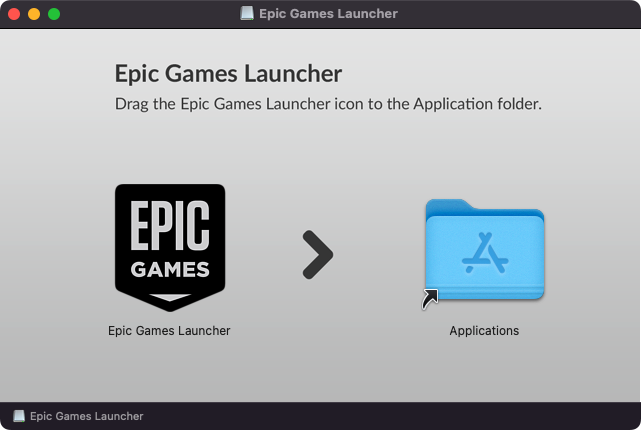 Epic Games Launcher
Epic Games Launcher
Drag the Epic Games Launcher icon to the Application folder.
EPIC
GAMES
Epic Games Launcher
Applications
Epic Games Launcher